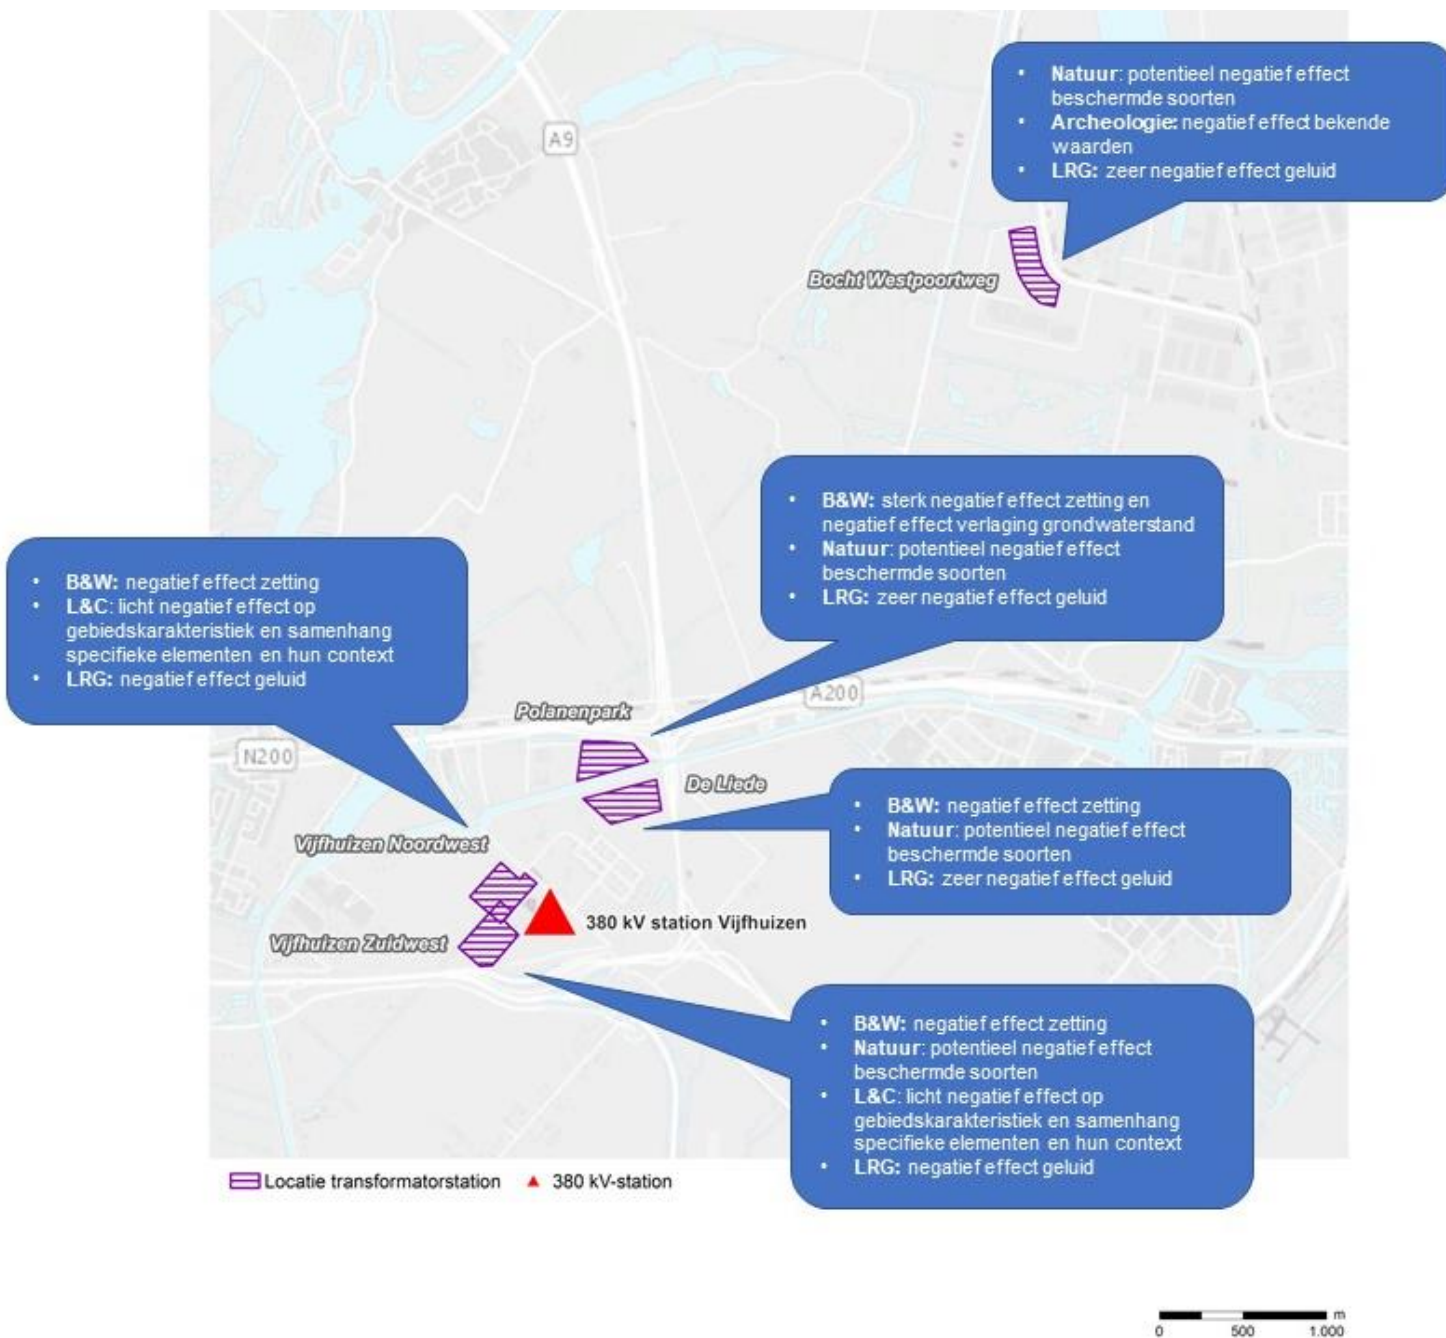 • Natuur: potentieel negatief effect
beschermde soorten
• Archeologie: negatief effect bekende
waarden
• LRG: zeer negatief effect geluid
A9
Bocht Westpoortweg
• B&W: sterk negatief effect zetting en
negatief effect verlaging grondwaterstand
• Natuur: potentieel negatief effect
beschermde soorten
• LRG: zeer negatief effect geluid
• B&W: negatief effect zetting
• L&C: licht negatief effect op
gebiedskarakteristiek en samenhang
specifieke elementen en hun context
• LRG: negatief effect geluid
A200
Polanenpark
N200
De Liede
• B&W: negatief effect zetting
• Natuur: potentieel negatief effect
beschermde soorten
• LRG: zeer negatief effect geluid
Vijfhuizen Noordwest
380 kV station Vijfhuizen
Vijfhuizen Zuidwest
• B&W: negatief effect zetting
• Natuur: potentieel negatief effect
beschermde soorten
• L&C: licht negatief effect op
gebiedskarakteristiek en samenhang
specifieke elementen en hun context
• LRG: negatief effect geluid
Locatie transformatorstation 380 kV-station
m
0 500 1.000